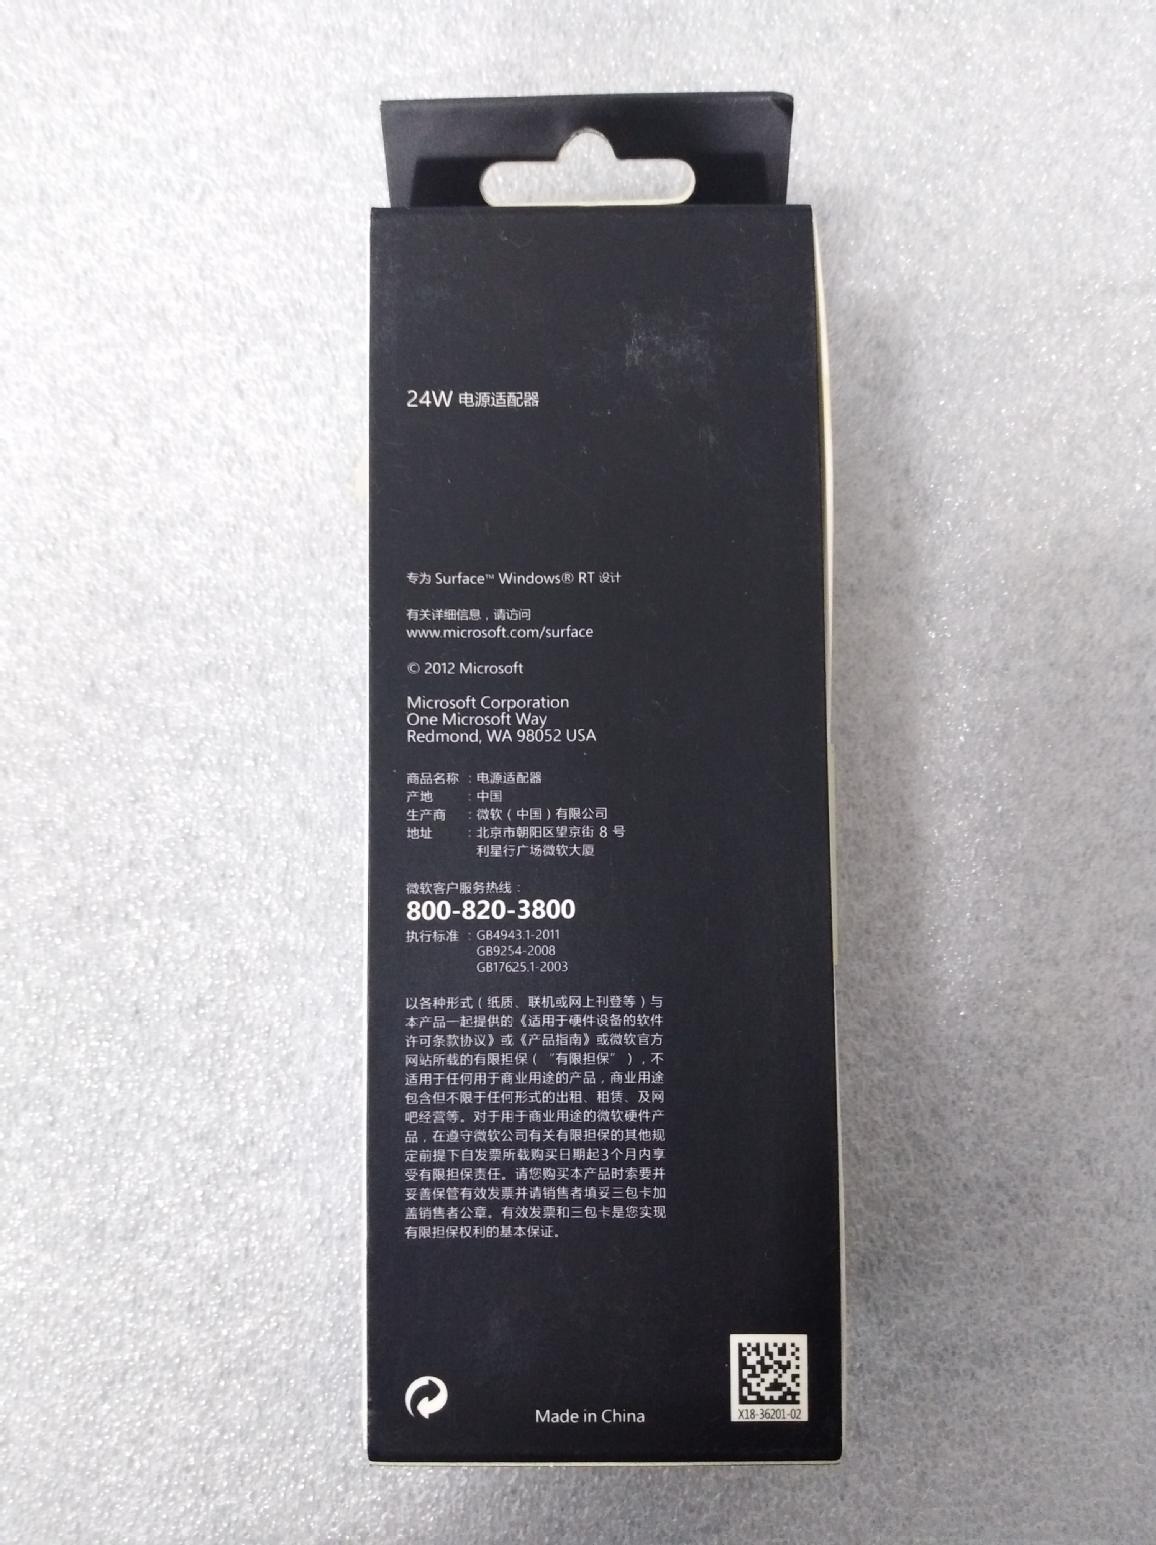 24W 电源适配器
专为 Surface™ Windows® RT 设计
有关详细信息，请访问
www.microsoft.com/surface
© 2012 Microsoft
Microsoft Corporation
One Microsoft Way
Redmond, WA 98052 USA
商品名称 ：电源适配器
产地 ：中国
生产商 ：微软（中国）有限公司
地址 ：北京市朝阳区望京街 8 号
利星行广场微软大厦
微软客户服务热线：
800-820-3800
执行标准 ：GB4943.1-2011
GB9254-2008
GB17625.1-2003
以各种形式（纸质、联机或网上刊登等）与
本产品一起提供的《适用于硬件设备的软件
许可条款协议》或《产品指南》或微软官方
网站所载的有限担保（“有限担保”），不
适用于任何用于商业用途的产品，商业用途
包含但不限于任何形式的出租、租赁、及网
吧经营等。对于用于商业用途的微软硬件产
品，在遵守微软公司有关有限担保的其他规
定前提下自发票所载购买日期起3个月内享
受有限担保责任。请您购买本产品时索要并
妥善保管有效发票并请销售者填妥三包卡加
盖销售者公章。有效发票和三包卡是您实现
有限担保权利的基本保证。
X18-36201-02
Made in China